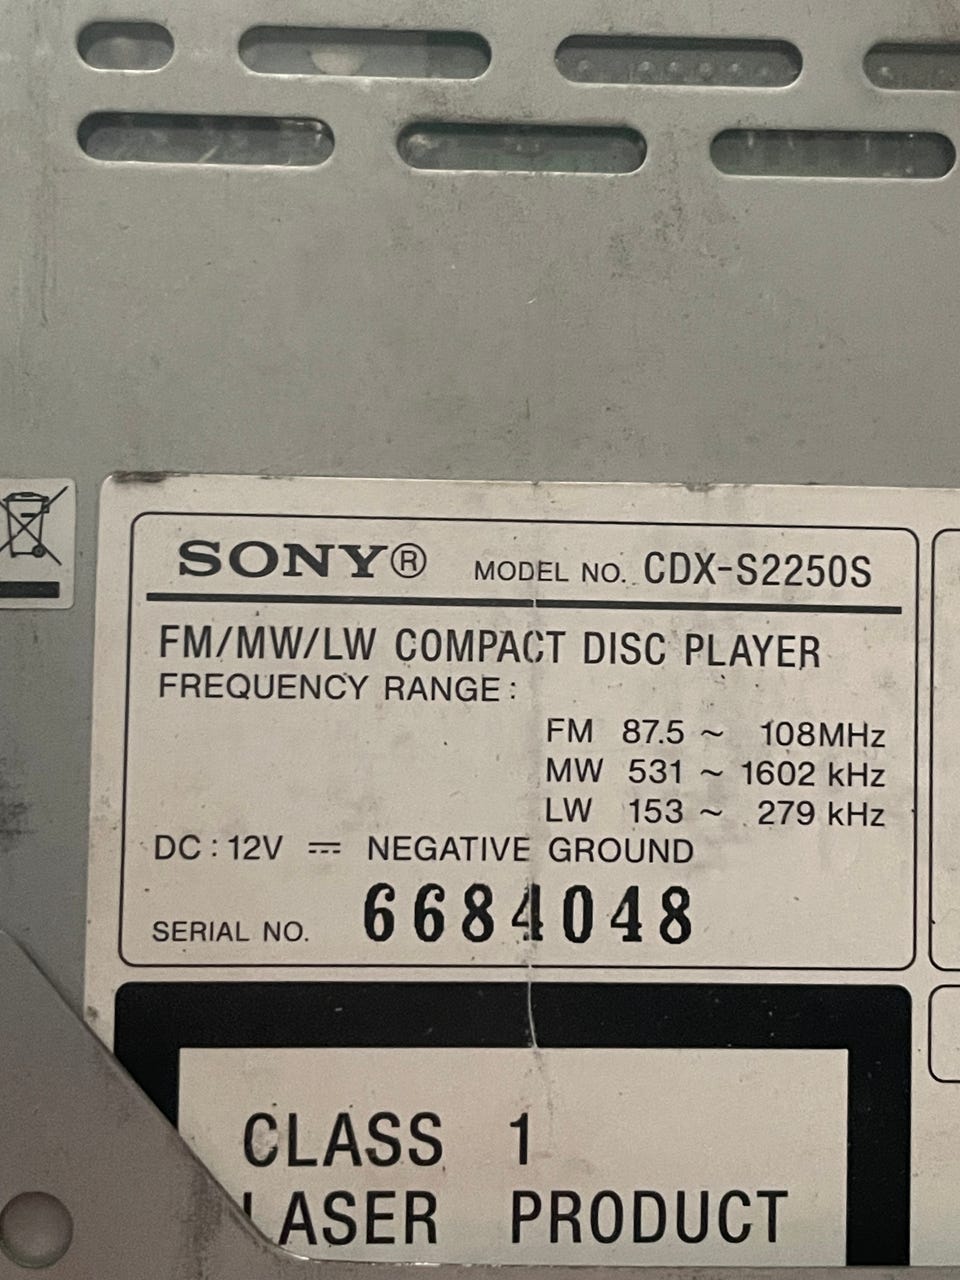 SONY® MODEL NO. CDX-S2250S
FM/MW/LW COMPACT DISC PLAYER
FREQUENCY RANGE :
FM 87.5 ~ 108MHz
MW 531 ~ 1602 kHz
LW 153 ~ 279 kHz
DC : 12V ⎓ NEGATIVE GROUND
SERIAL NO. 6684048
CLASS 1
LASER PRODUCT